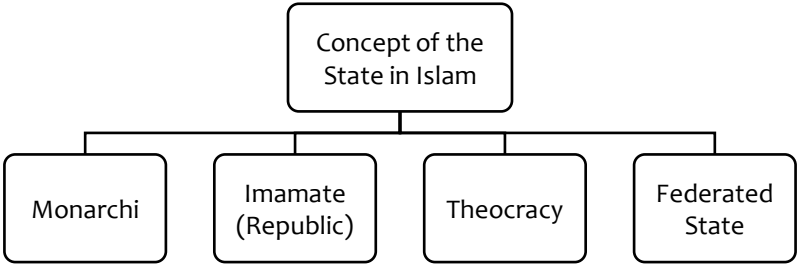 Concept of the
State in Islam
Monarchi
Imamate
(Republic)
Theocracy
Federated
State